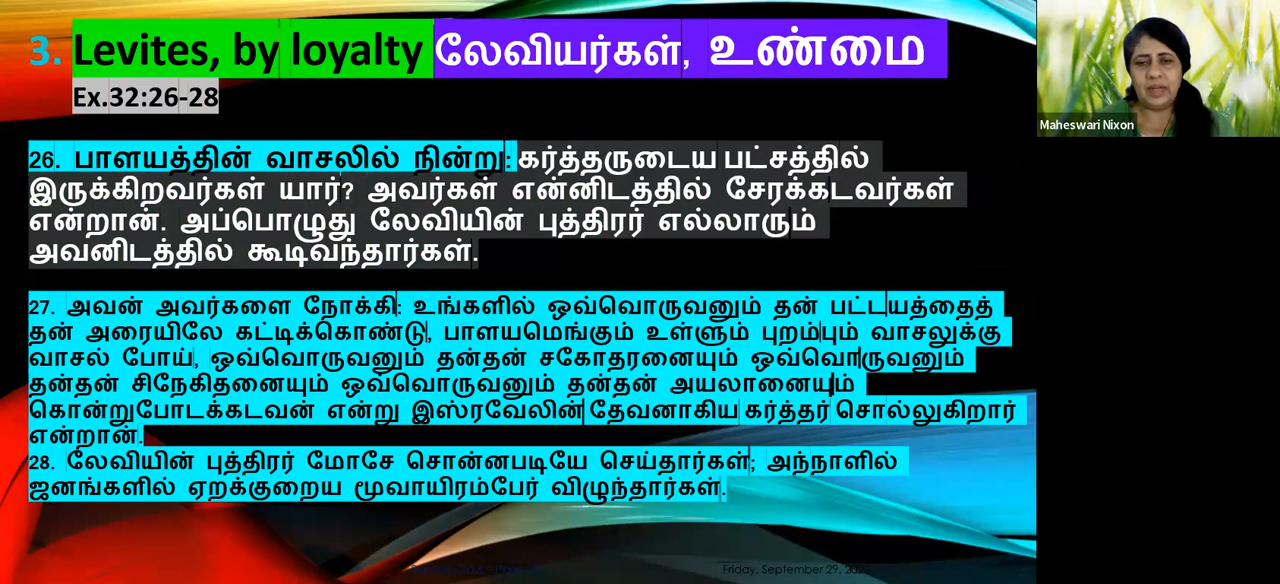 3. Levites, by loyalty லேவியர்கள், உண்மை
Ex.32:26-28
Maheswari Nixon
26. பாளயத்தின் வாசலில் நின்று: கர்த்தருடைய பட்சத்தில்
இருக்கிறவர்கள் யார்? அவர்கள் என்னிடத்தில் சேரக்கடவர்கள்
என்றான். அப்பொழுது லேவியின் புத்திரர் எல்லாரும்
அவனிடத்தில் கூடிவந்தார்கள்.
27. அவன் அவர்களை நோக்கி: உங்களில் ஒவ்வொருவனும் தன் பட்டயத்தைத்
தன் அரையிலே கட்டிக்கொண்டு, பாளயமெங்கும் உள்ளும் புறம்பும் வாசலுக்கு
வாசல் போய், ஒவ்வொருவனும் தன்தன் சகோதரனையும் ஒவ்வொருவனும்
தன்தன் சிநேகிதனையும் ஒவ்வொருவனும் தன்தன் அயலானையும்
கொன்றுபோடக்கடவன் என்று இஸ்ரவேலின் தேவனாகிய கர்த்தர் சொல்லுகிறார்
என்றான்.
28. லேவியின் புத்திரர் மோசே சொன்னபடியே செய்தார்கள்; அந்நாளில்
ஜனங்களில் ஏறக்குறைய மூவாயிரம்பேர் விழுந்தார்கள்.
Friday, September 29,